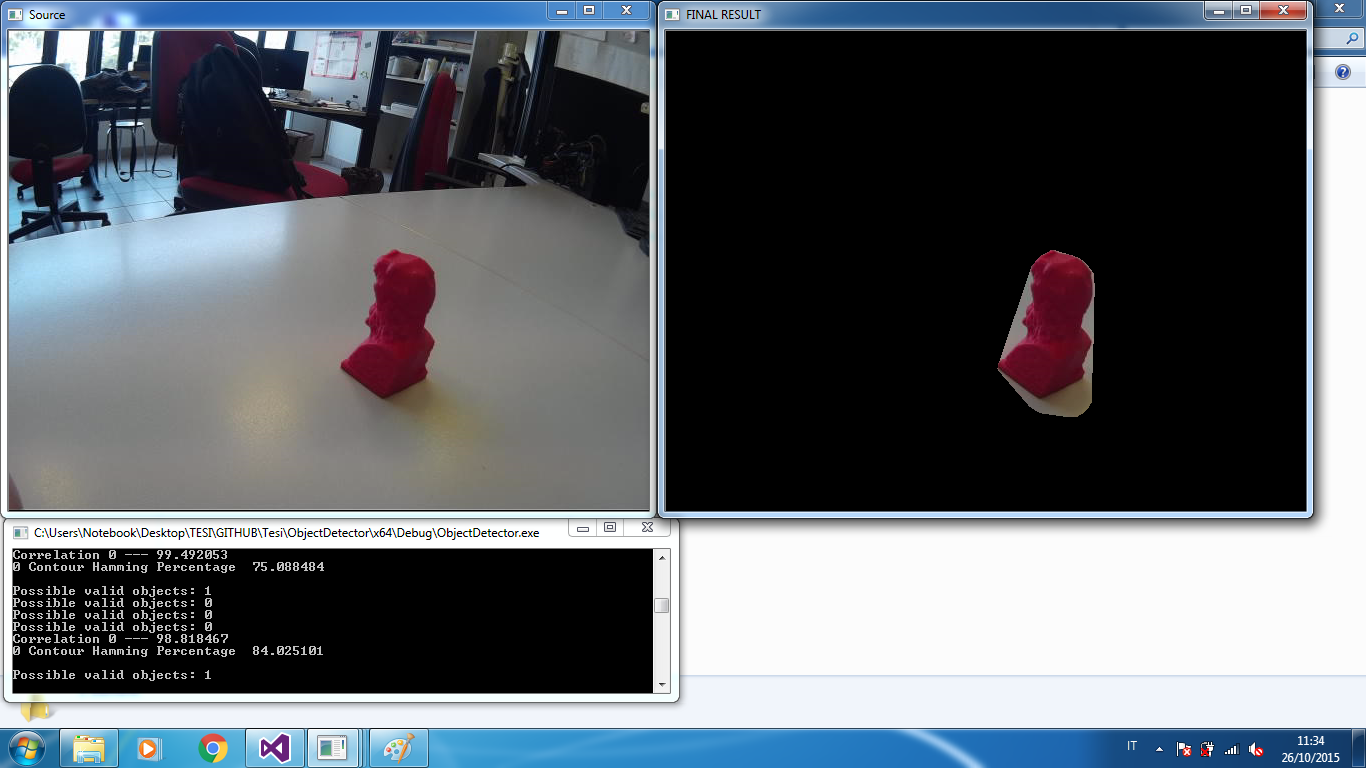 Source
FINAL RESULT
C:\Users\Notebook\Desktop\TESI\GITHUB\Tesi\ObjectDetector\x64\Debug\ObjectDetector.exe
Correlation 0 --- 99.492053
0 Contour Hamming Percentage  75.088484
Possible valid objects: 1
Possible valid objects: 0
Possible valid objects: 0
Possible valid objects: 0
Correlation 0 --- 98.818467
0 Contour Hamming Percentage  84.025101
Possible valid objects: 1
IT
11:34
26/10/2015